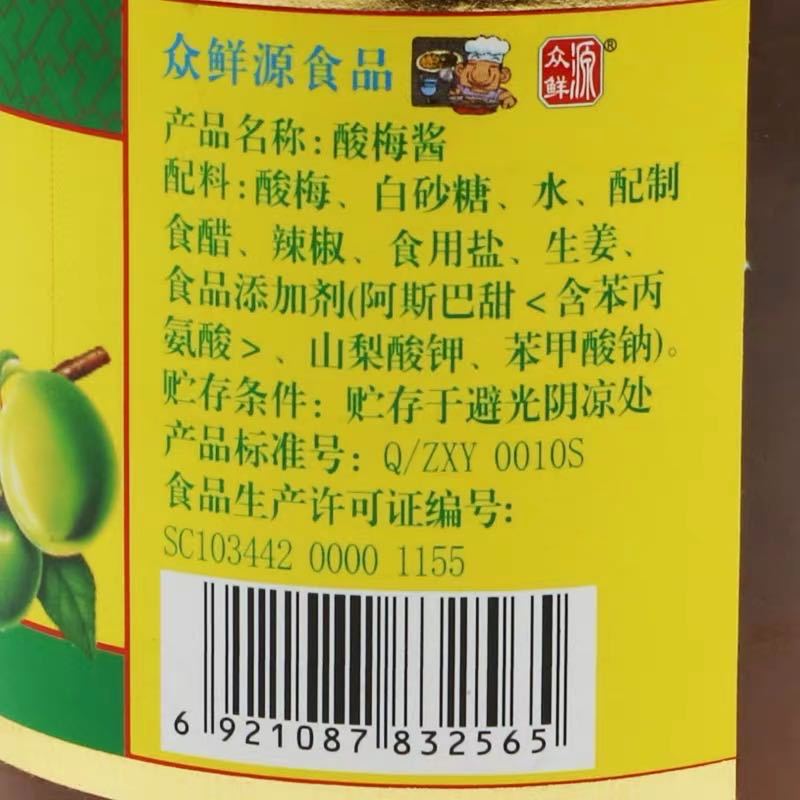 众鲜源食品
众鲜
源®
产品名称：酸梅酱
配料：酸梅、白砂糖、水、配制
食醋、辣椒、食用盐、生姜、
食品添加剂(阿斯巴甜<含苯丙
氨酸>、山梨酸钾、苯甲酸钠)。
贮存条件：贮存于避光阴凉处
产品标准号：Q/ZXY 0010S
食品生产许可证编号：
SC103442 0000 1155
6 921087 832565